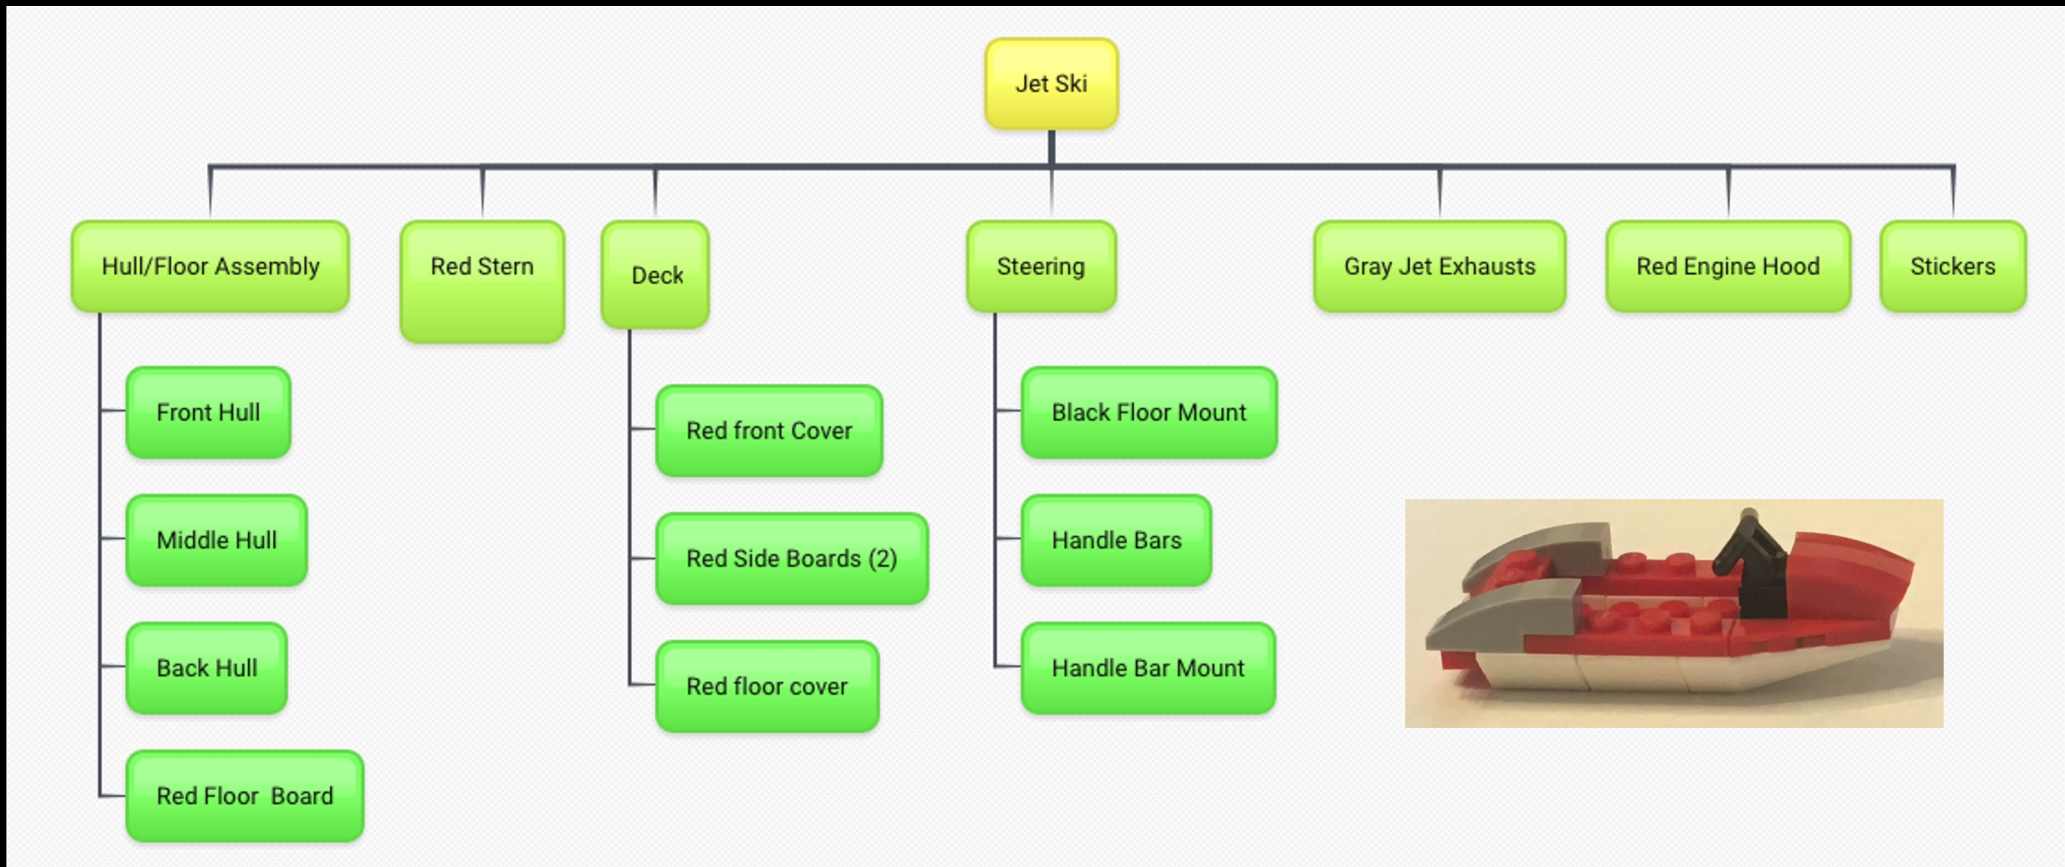 Jet Ski
Hull/Floor Assembly
Red Stern
Deck
Steering
Gray Jet Exhausts
Red Engine Hood
Stickers
Front Hull
Middle Hull
Back Hull
Red Floor  Board
Red front Cover
Red Side Boards (2)
Red floor cover
Black Floor Mount
Handle Bars
Handle Bar Mount